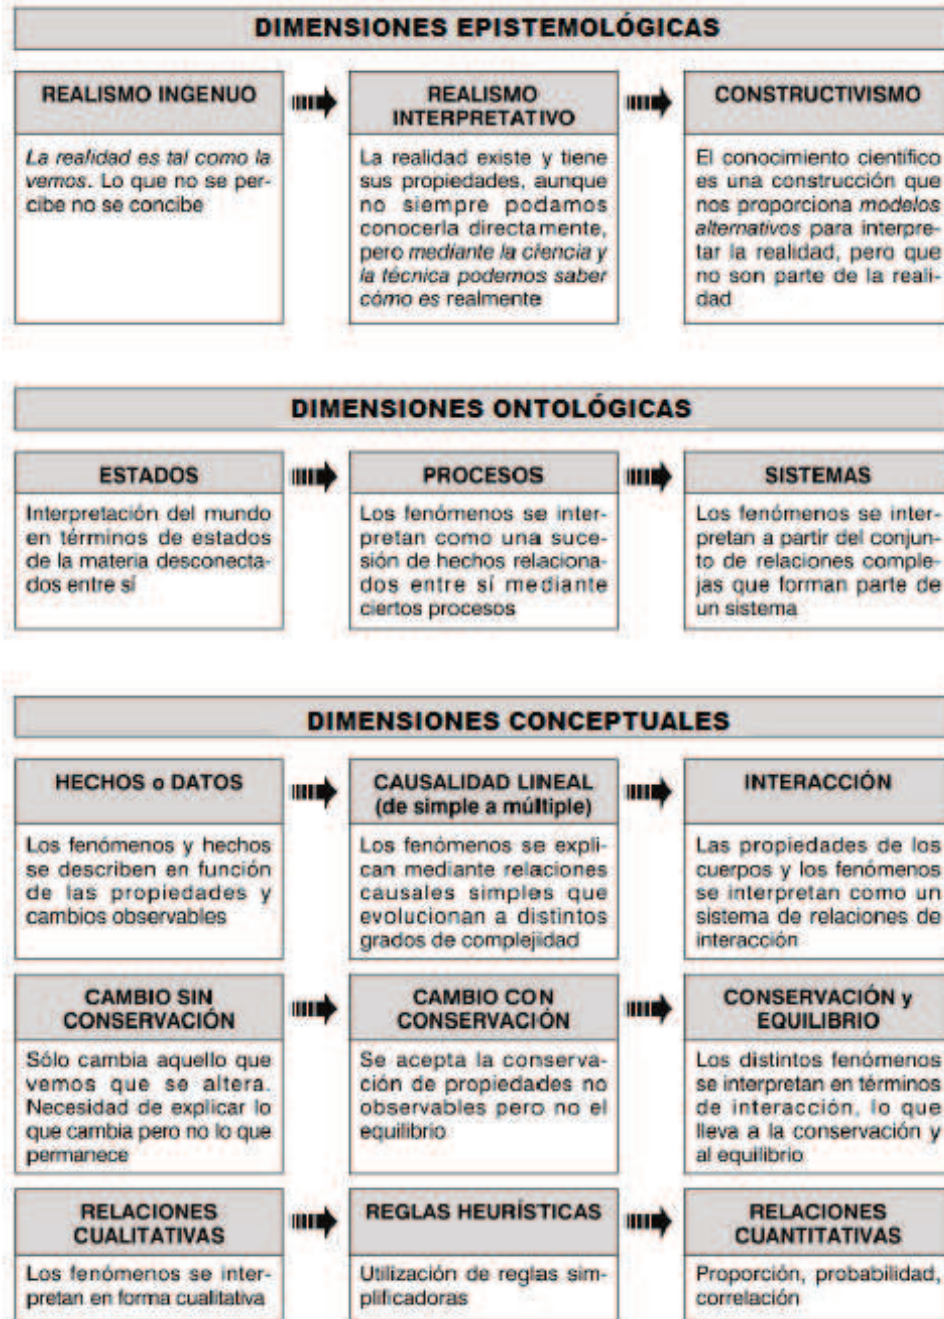 DIMENSIONES EPISTEMOLÓGICAS
REALISMO INGENUO
La realidad es tal como la
vemos. Lo que no se per-
cibe no se concibe
REALISMO
INTERPRETATIVO
La realidad existe y tiene
sus propiedades, aunque
no siempre podamos
conocerla directamente,
pero mediante la ciencia y
la técnica podemos saber
cómo es realmente
CONSTRUCTIVISMO
El conocimiento científico
es una construcción que
nos proporciona modelos
alternativos para interpre-
tar la realidad, pero que
no son parte de la reali-
dad
DIMENSIONES ONTOLÓGICAS
ESTADOS
Interpretación del mundo
en términos de estados
de la materia desconecta-
dos entre sí
PROCESOS
Los fenómenos se inter-
pretan como una suce-
sión de hechos relaciona-
dos entre sí mediante
ciertos procesos
SISTEMAS
Los fenómenos se inter-
pretan a partir del conjun-
to de relaciones comple-
jas que forman parte de
un sistema
DIMENSIONES CONCEPTUALES
HECHOS o DATOS
Los fenómenos y hechos
se describen en función
de las propiedades y
cambios observables
CAUSALIDAD LINEAL
(de simple a múltiple)
Los fenómenos se expli-
can mediante relaciones
causales simples que
evolucionan a distintos
grados de complejiidad
INTERACCIÓN
Las propiedades de los
cuerpos y los fenómenos
se interpretan como un
sistema de relaciones de
interacción
CAMBIO SIN
CONSERVACIÓN
Sólo cambia aquello que
vemos que se altera.
Necesidad de explicar lo
que cambia pero no lo que
permanece
CAMBIO CON
CONSERVACIÓN
Se acepta la conserva-
ción de propiedades no
observables pero no el
equilibrio
CONSERVACIÓN y
EQUILIBRIO
Los distintos fenómenos
se interpretan en términos
de interacción, lo que
lleva a la conservación y
al equilibrio
RELACIONES
CUALITATIVAS
Los fenómenos se inter-
pretan en forma cualitativa
REGLAS HEURÍSTICAS
Utilización de reglas sim-
plificadoras
RELACIONES
CUANTITATIVAS
Proporción, probabilidad,
correlación